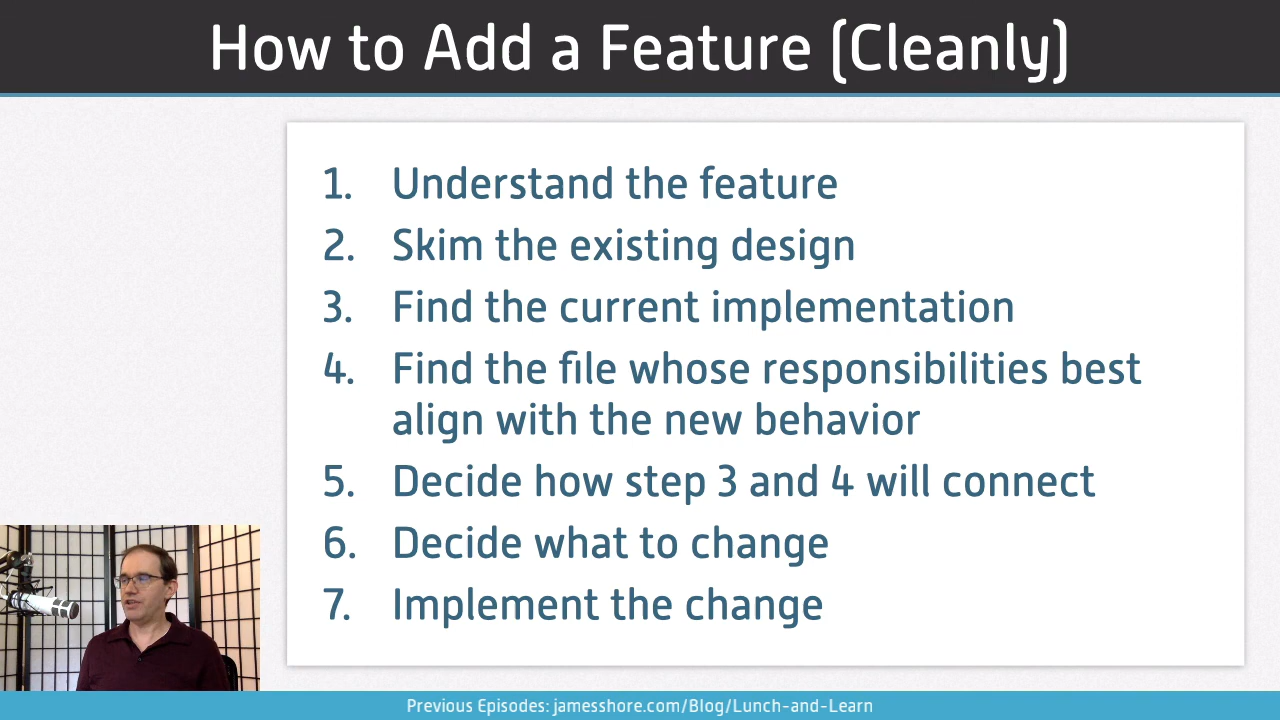 How to Add a Feature (Cleanly)
1. Understand the feature
2. Skim the existing design
3. Find the current implementation
4. Find the file whose responsibilities best
align with the new behavior
5. Decide how step 3 and 4 will connect
6. Decide what to change
7. Implement the change
Previous Episodes: jamesshore.com/Blog/Lunch-and-Learn